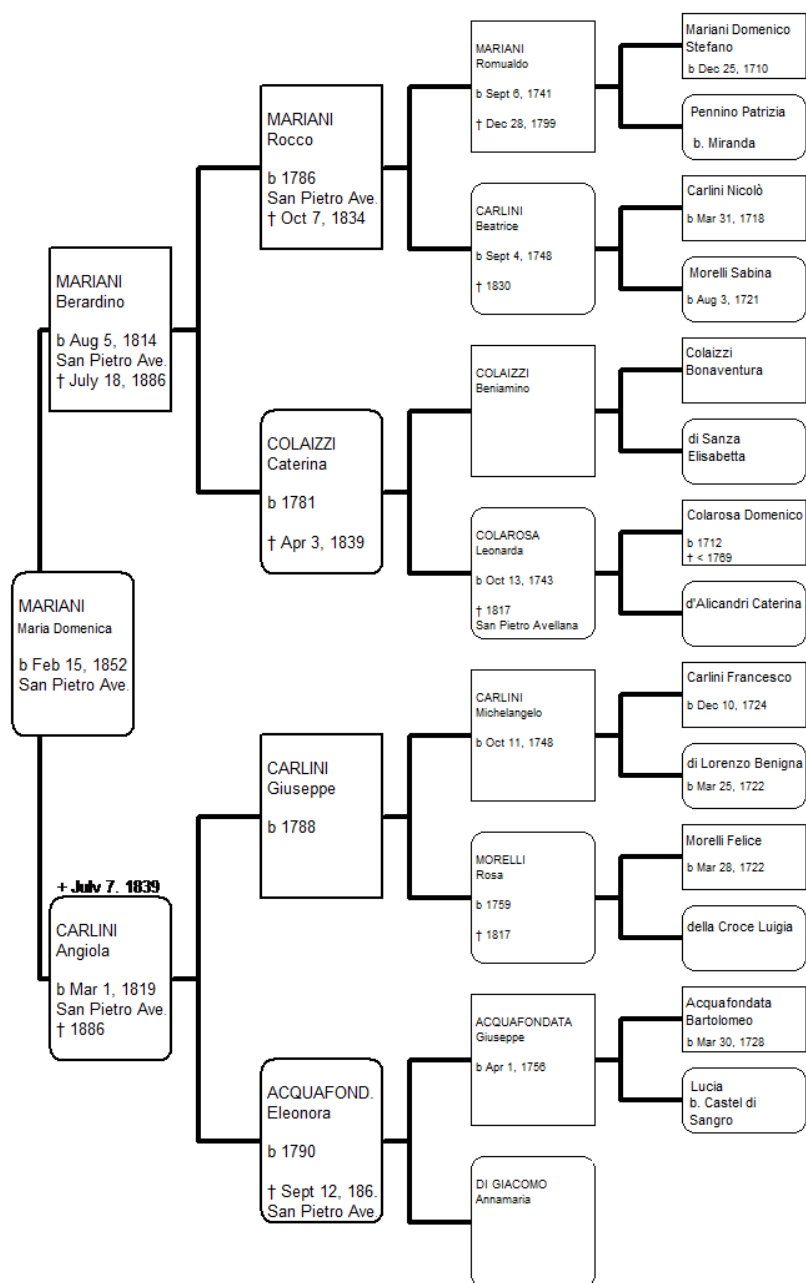 MARIANI
Maria Domenica
b Feb 15, 1852
San Pietro Ave.
MARIANI
Berardino
b Aug 5, 1814
San Pietro Ave.
† July 18, 1886
+ July 7. 1839
CARLINI
Angiola
b Mar 1, 1819
San Pietro Ave.
† 1886
MARIANI
Rocco
b 1786
San Pietro Ave.
† Oct 7, 1834
COLAIZZI
Caterina
b 1781
† Apr 3, 1839
CARLINI
Giuseppe
b 1788
ACQUAFOND.
Eleonora
b 1790
† Sept 12, 186.
San Pietro Ave.
MARIANI
Romualdo
b Sept 6, 1741
† Dec 28, 1799
CARLINI
Beatrice
b Sept 4, 1748
† 1830
COLAIZZI
Beniamino
COLAROSA
Leonarda
b Oct 13, 1743
† 1817
San Pietro Avellana
CARLINI
Michelangelo
b Oct 11, 1748
MORELLI
Rosa
b 1759
† 1817
ACQUAFONDATA
Giuseppe
b Apr 1, 1756
DI GIACOMO
Annamaria
Mariani Domenico
Stefano
b Dec 25, 1710
Pennino Patrizia
b. Miranda
Carlini Nicolò
b Mar 31, 1718
Morelli Sabina
b Aug 3, 1721
Colaizzi
Bonaventura
di Sanza
Elisabetta
Colarosa Domenico
b 1712
† < 1769
d'Alicandri Caterina
Carlini Francesco
b Dec 10, 1724
di Lorenzo Benigna
b Mar 25, 1722
Morelli Felice
b Mar 28, 1722
della Croce Luigia
Acquafondata
Bartolomeo
b Mar 30, 1728
Lucia
b. Castel di
Sangro